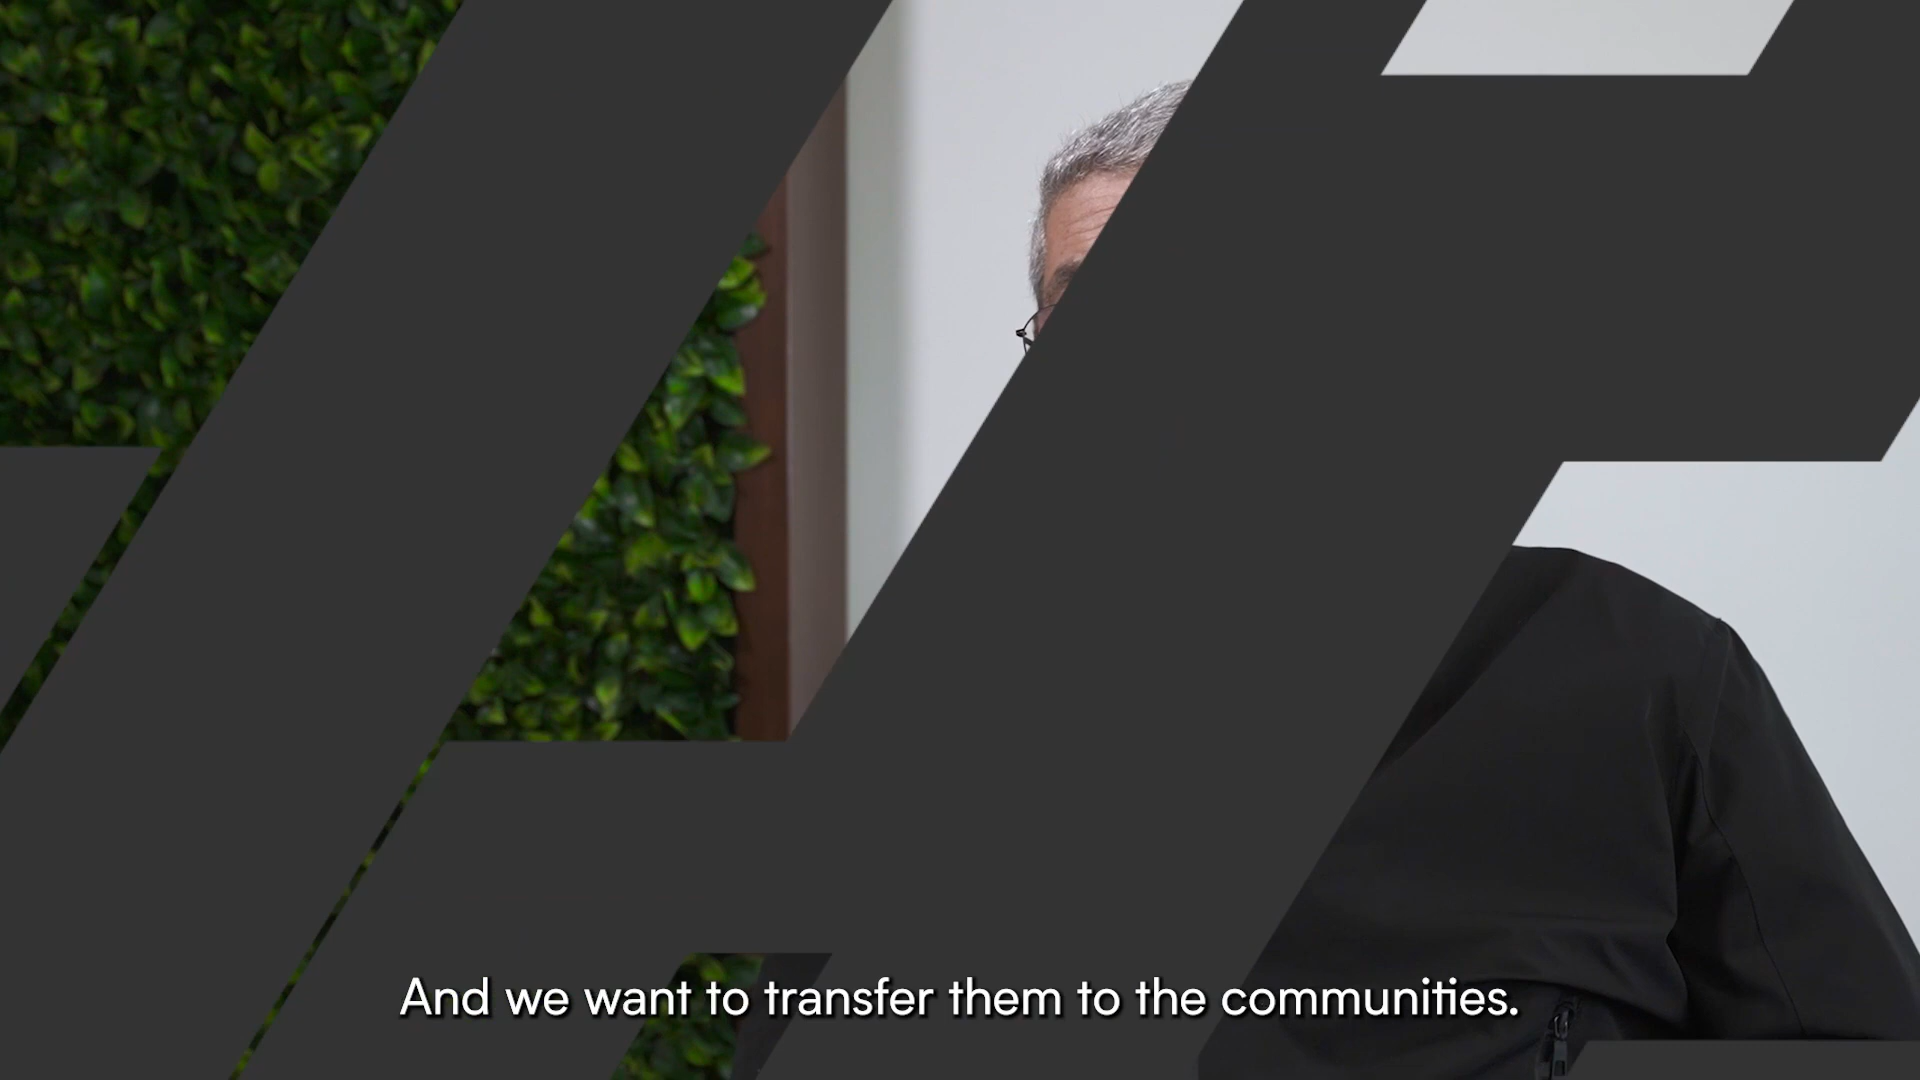 And we want to transfer them to the communities.